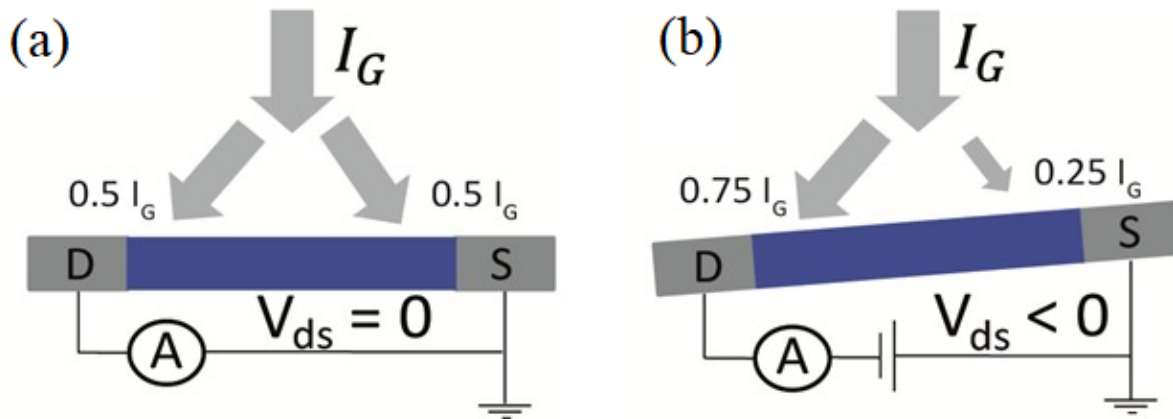 (a)
I_G
0.5 I_G
0.5 I_G
D
S
V_ds = 0
A
(b)
I_G
0.75 I_G
0.25 I_G
D
S
V_ds < 0
A